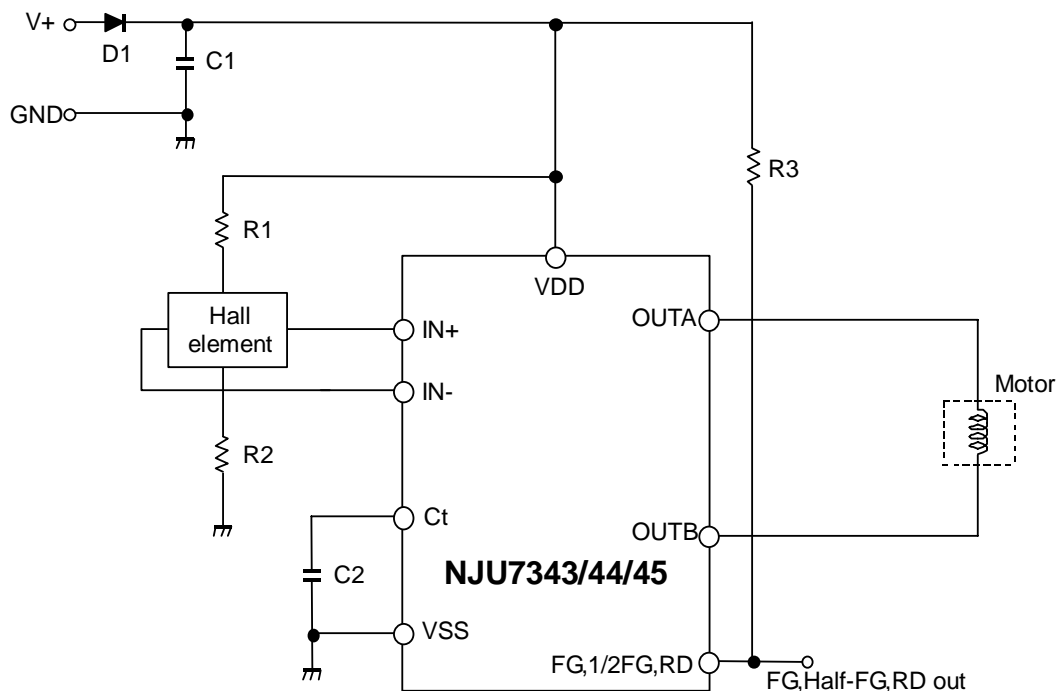 V+
D1
C1
GND
R3
R1
VDD
Hall
element
OUTA
IN+
IN-
Motor
R2
Ct
OUTB
C2
NJU7343/44/45
VSS
FG,1/2FG,RD
FG,Half-FG,RD out